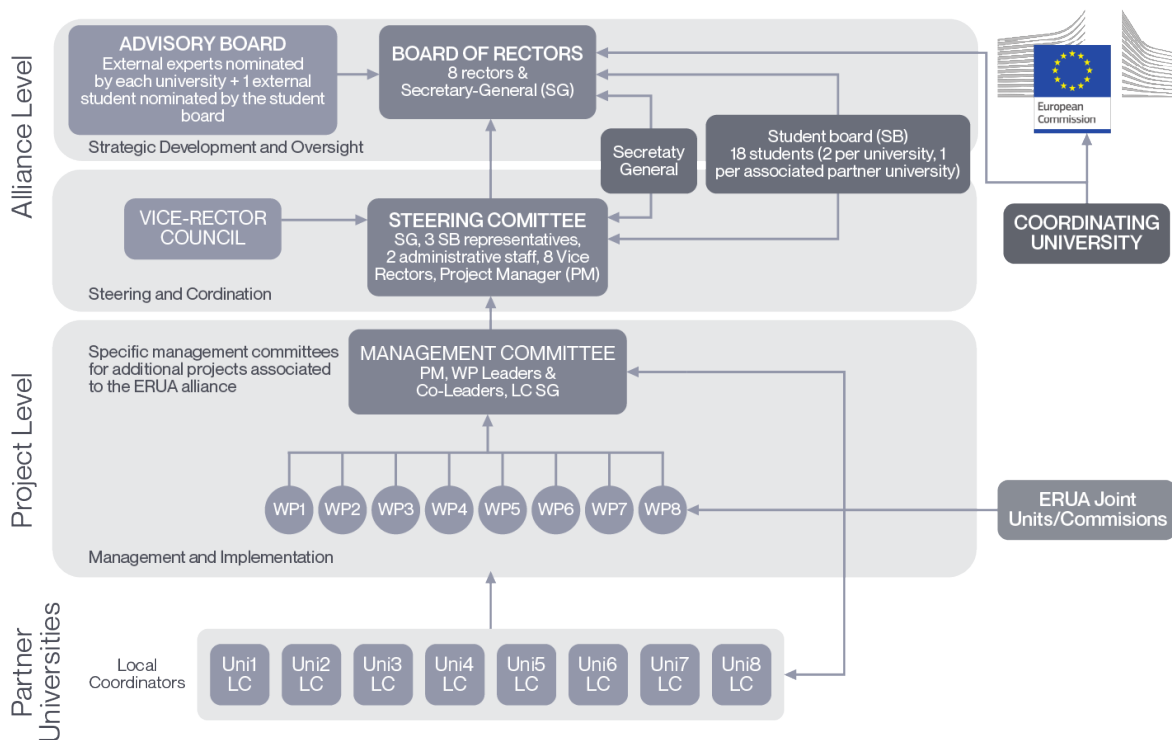 Alliance Level
ADVISORY BOARD
External experts nominated
by each university + 1 external
student nominated by the student
board
BOARD OF RECTORS
8 rectors &
Secretary-General (SG)
European
Commission
Strategic Development and Oversight
Secretaty
General
Student board (SB)
18 students (2 per university, 1
per associated partner university)
VICE-RECTOR
COUNCIL
STEERING COMITTEE
SG, 3 SB representatives,
2 administrative staff, 8 Vice
Rectors, Project Manager (PM)
COORDINATING
UNIVERSITY
Steering and Cordination
Project Level
Specific management committees
for additional projects associated
to the ERUA alliance
MANAGEMENT COMMITTEE
PM, WP Leaders &
Co-Leaders, LC SG
WP1 WP2 WP3 WP4 WP5 WP6 WP7 WP8
ERUA Joint
Units/Commisions
Management and Implementation
Partner
Universities
Local
Coordinators
Uni1 Uni2 Uni3 Uni4 Uni5 Uni6 Uni7 Uni8
LC LC LC LC LC LC LC LC